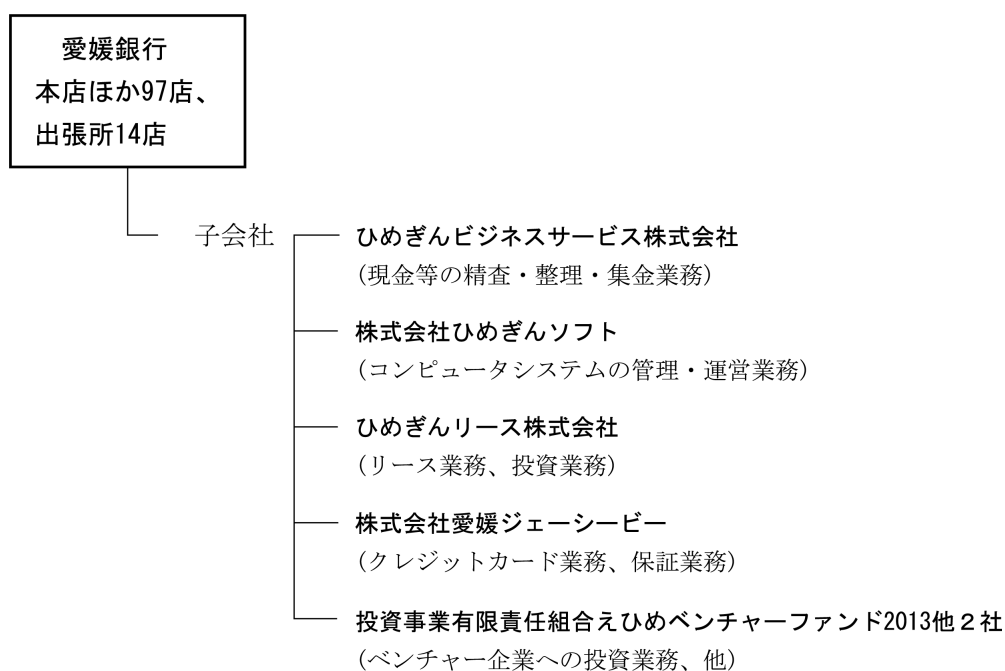 愛媛銀行
本店ほか97店、
出張所14店
子会社
ひめぎんビジネスサービス株式会社
(現金等の精査・整理・集金業務)
株式会社ひめぎんソフト
(コンピュータシステムの管理・運営業務)
ひめぎんリース株式会社
(リース業務、投資業務)
株式会社愛媛ジェーシービー
(クレジットカード業務、保証業務)
投資事業有限責任組合えひめベンチャーファンド2013他２社
(ベンチャー企業への投資業務、他)